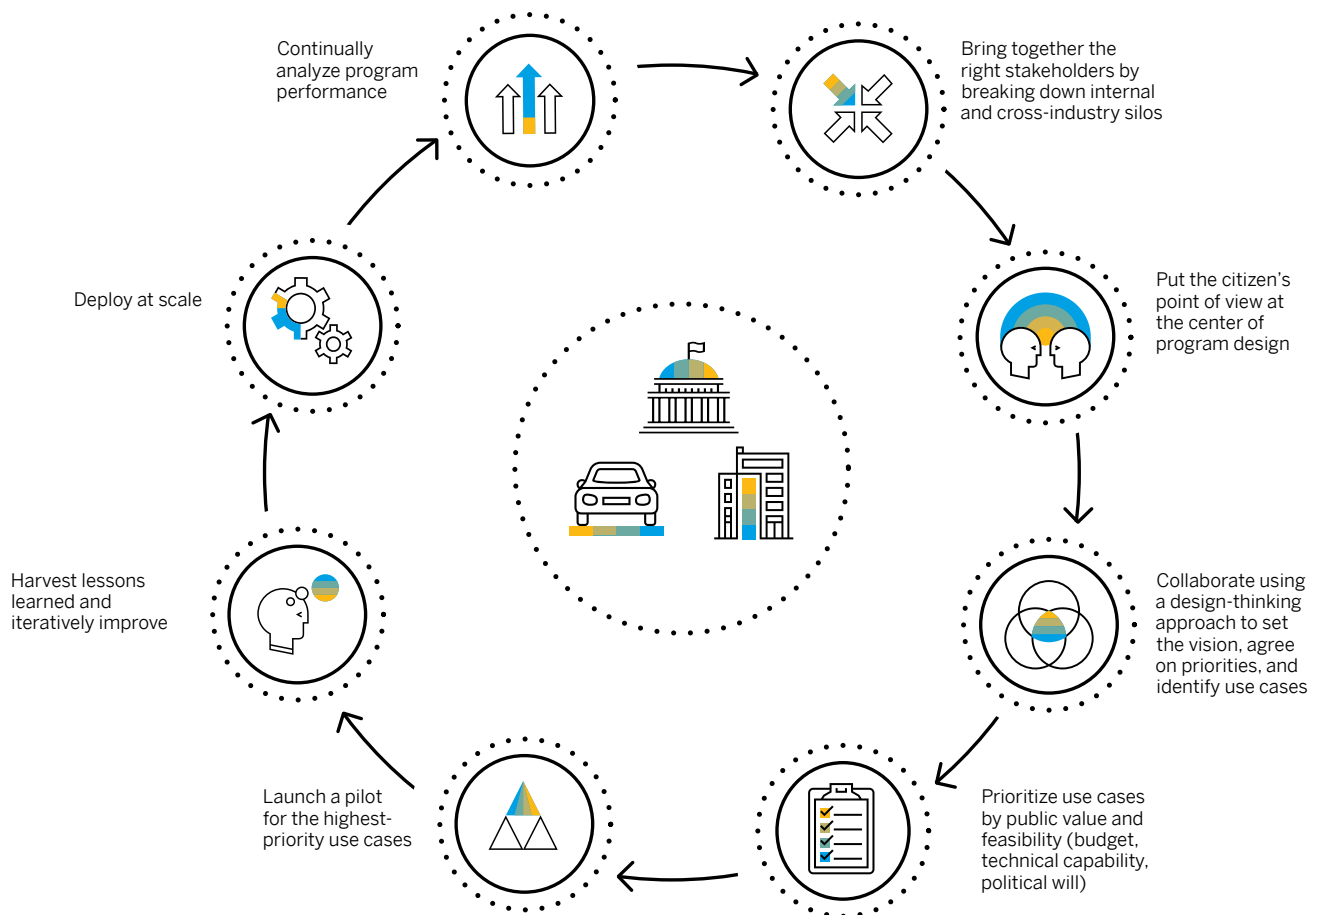 Continually
analyze program
performance
Bring together the
right stakeholders by
breaking down internal
and cross-industry silos
Put the citizen’s
point of view at
the center of
program design
Collaborate using
a design-thinking
approach to set
the vision, agree
on priorities, and
identify use cases
Prioritize use cases
by public value and
feasibility (budget,
technical capability,
political will)
Launch a pilot
for the highest-
priority use cases
Harvest lessons
learned and
iteratively improve
Deploy at scale